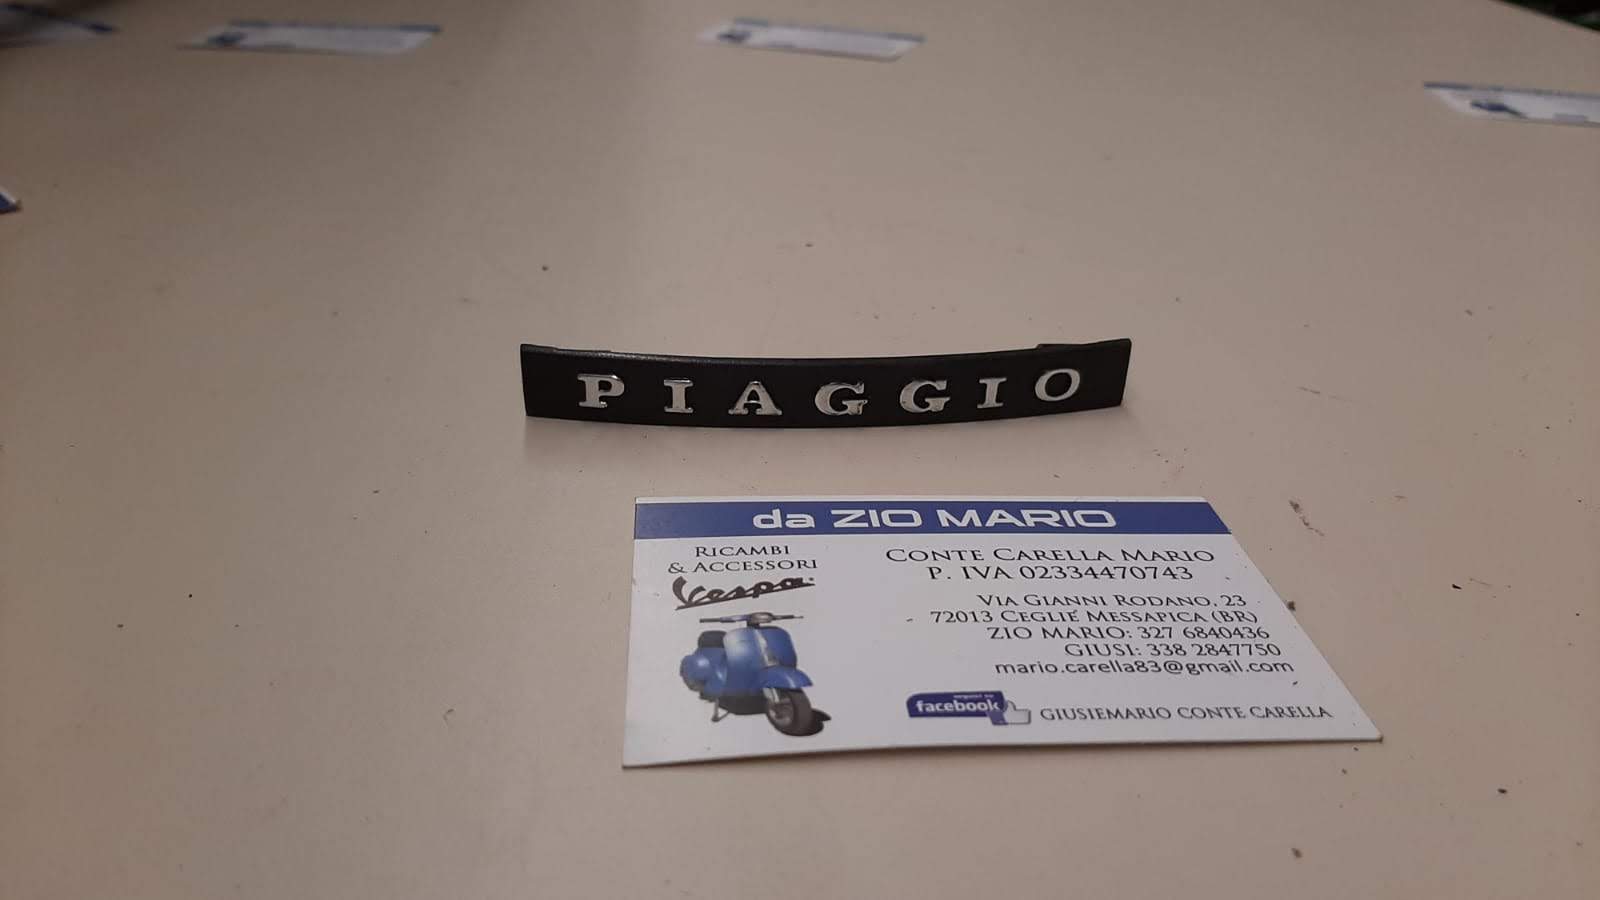 PIAGGIO
da ZIO MARIO
RICAMBI
& ACCESSORI
Vespa
CONTE CARELLA MARIO
P. IVA 02334470743
VIA GIANNI RODANO, 23
72013 CEGLIE MESSAPICA (BR)
ZIO MARIO: 327 6840436
GIUSI: 338 2847750
mario.carella83@gmail.com
facebook
GIUSIEMARIO CONTE CARELLA